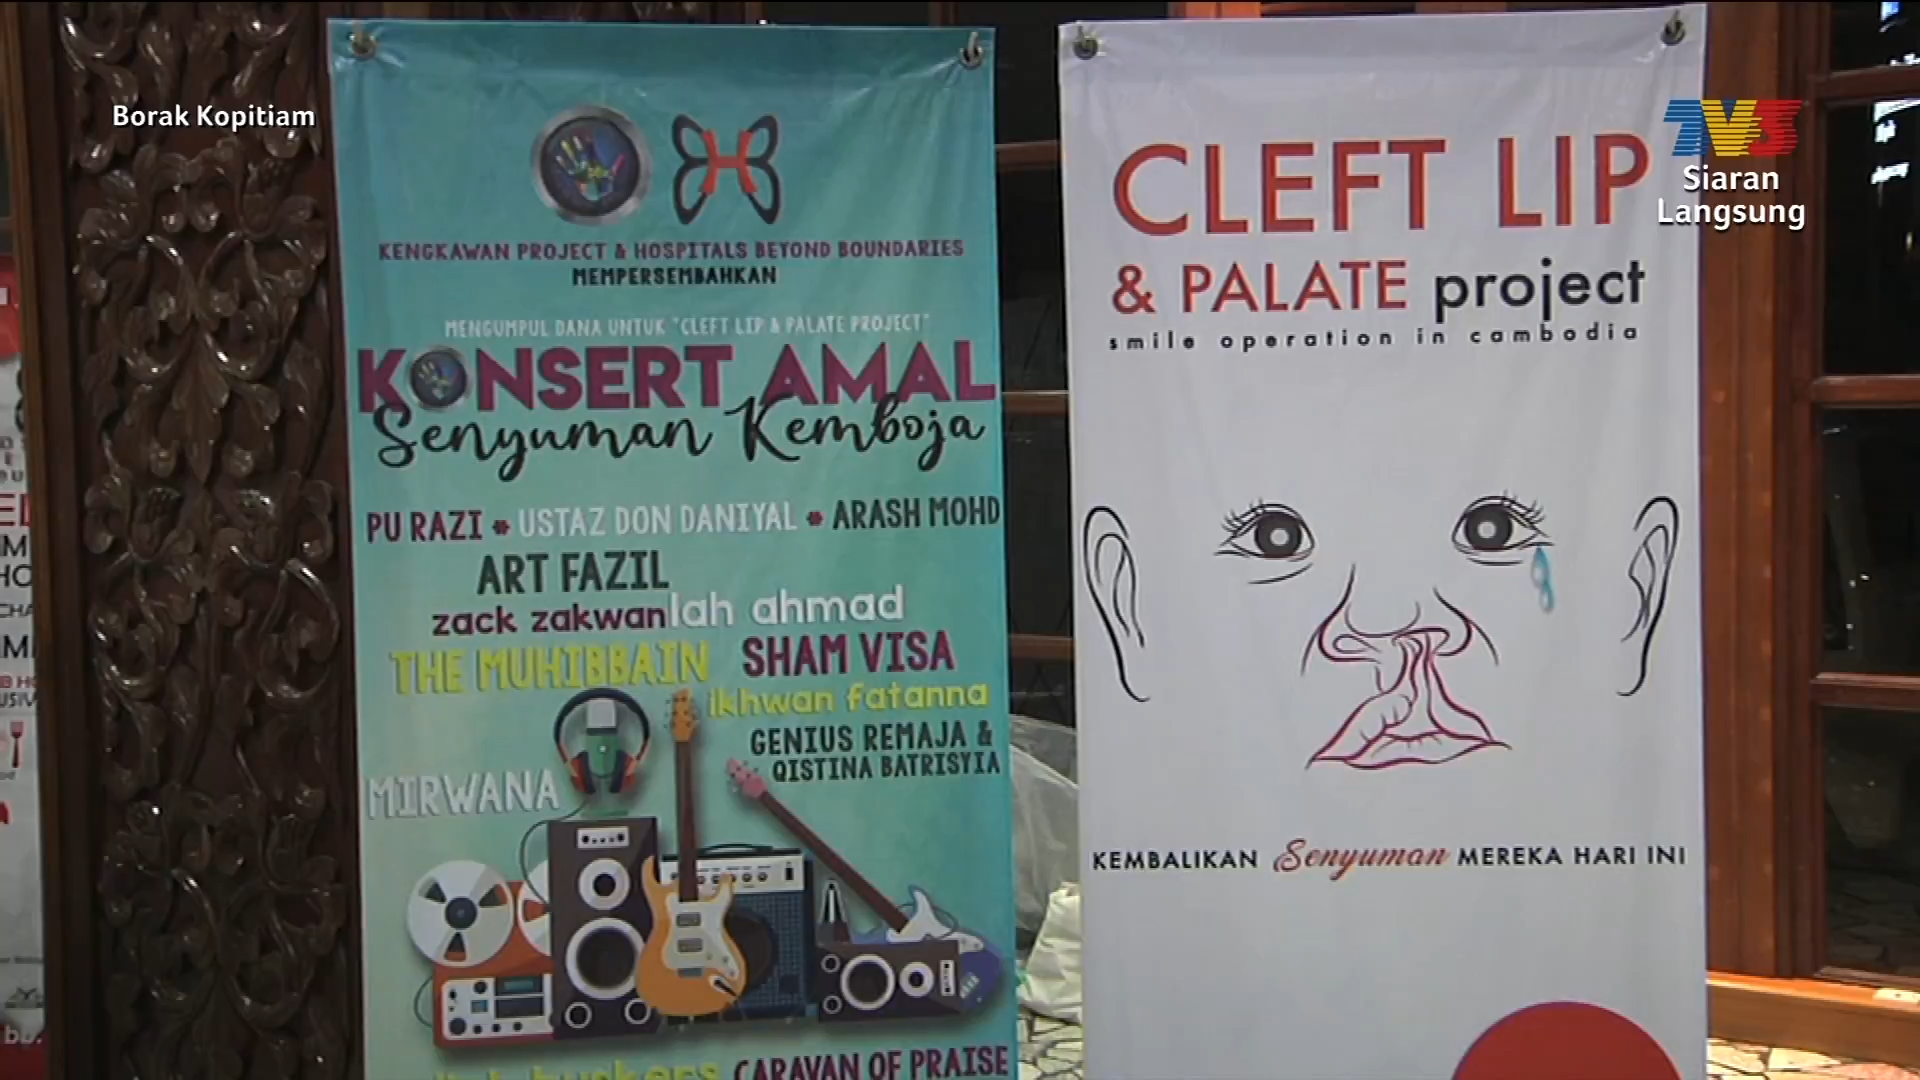 Borak Kopitiam
TV3
Siaran
Langsung
KENGKAWAN PROJECT & HOSPITALS BEYOND BOUNDARIES
MEMPERSEMBAHKAN
MENGUMPUL DANA UNTUK "CLEFT LIP & PALATE PROJECT"
KONSERT AMAL
Senyuman Kemboja
PU RAZI * USTAZ DON DANIYAL * ARASH MOHD
ART FAZIL
zack zakwan lah ahmad
THE MUHIBBAIN SHAM VISA
ikhwan fatanna
GENIUS REMAJA &
QISTINA BATRISYIA
MIRWANA
CARAVAN OF PRAISE
CLEFT LIP
& PALATE project
smile operation in cambodia
KEMBALIKAN Senyuman MEREKA HARI INI